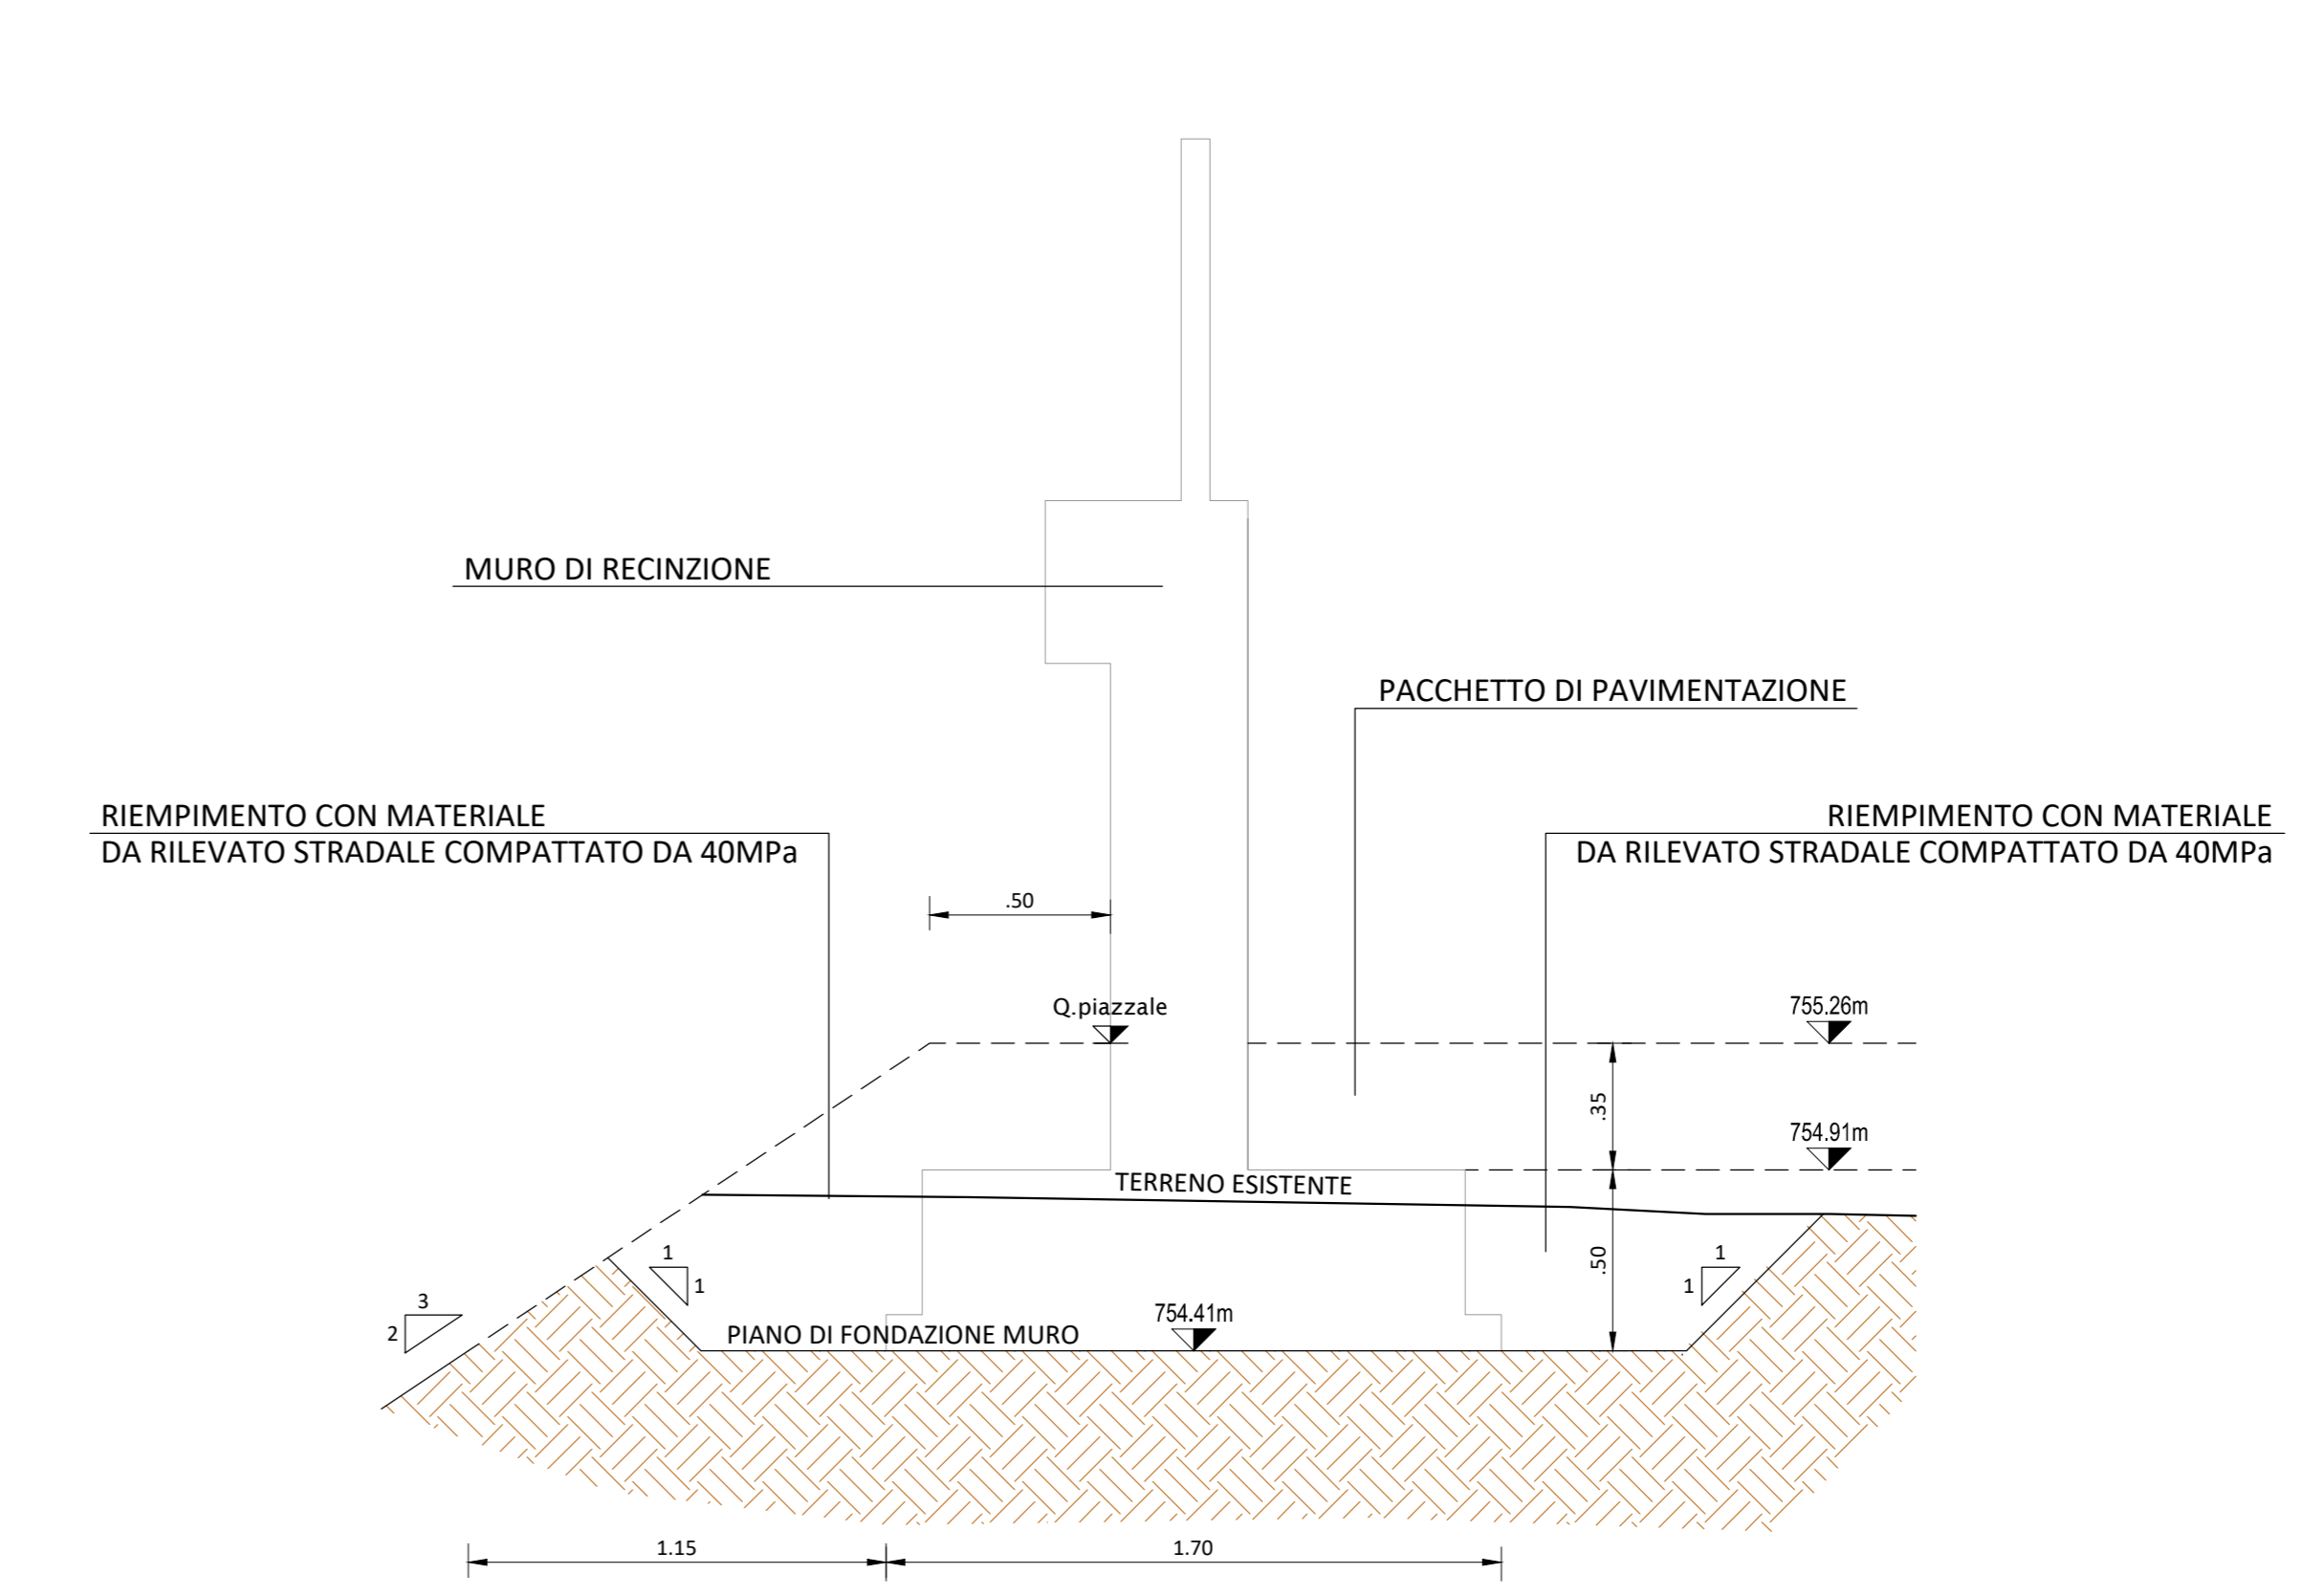 MURO DI RECINZIONE
PACCHETTO DI PAVIMENTAZIONE
RIEMPIMENTO CON MATERIALE
DA RILEVATO STRADALE COMPATTATO DA 40MPa
RIEMPIMENTO CON MATERIALE
DA RILEVATO STRADALE COMPATTATO DA 40MPa
.50
Q.piazzale
755.26m
.35
754.91m
TERRENO ESISTENTE
1
1
.50
1
1
3
2
PIANO DI FONDAZIONE MURO
754.41m
1.15
1.70